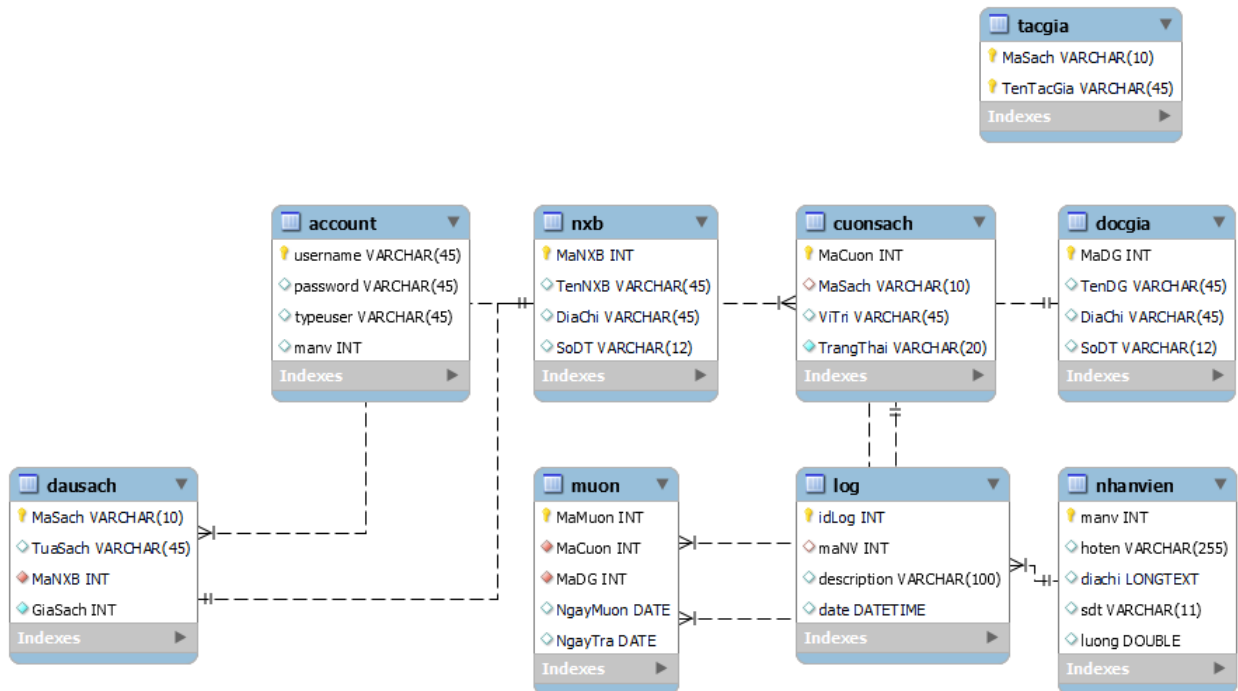 tacgia
MaSach VARCHAR(10)
TenTacGia VARCHAR(45)
Indexes
account
username VARCHAR(45)
password VARCHAR(45)
typeuser VARCHAR(45)
manv INT
Indexes
nxb
MaNXB INT
TenNXB VARCHAR(45)
DiaChi VARCHAR(45)
SoDT VARCHAR(12)
Indexes
cuonsach
MaCuon INT
MaSach VARCHAR(10)
ViTri VARCHAR(45)
TrangThai VARCHAR(20)
Indexes
docgia
MaDG INT
TenDG VARCHAR(45)
DiaChi VARCHAR(45)
SoDT VARCHAR(12)
Indexes
dausach
MaSach VARCHAR(10)
TuaSach VARCHAR(45)
MaNXB INT
GiaSach INT
Indexes
muon
MaMuon INT
MaCuon INT
MaDG INT
NgayMuon DATE
NgayTra DATE
Indexes
log
idLog INT
maNV INT
description VARCHAR(100)
date DATETIME
Indexes
nhanvien
manv INT
hoten VARCHAR(255)
diachi LONGTEXT
sdt VARCHAR(11)
luong DOUBLE
Indexes